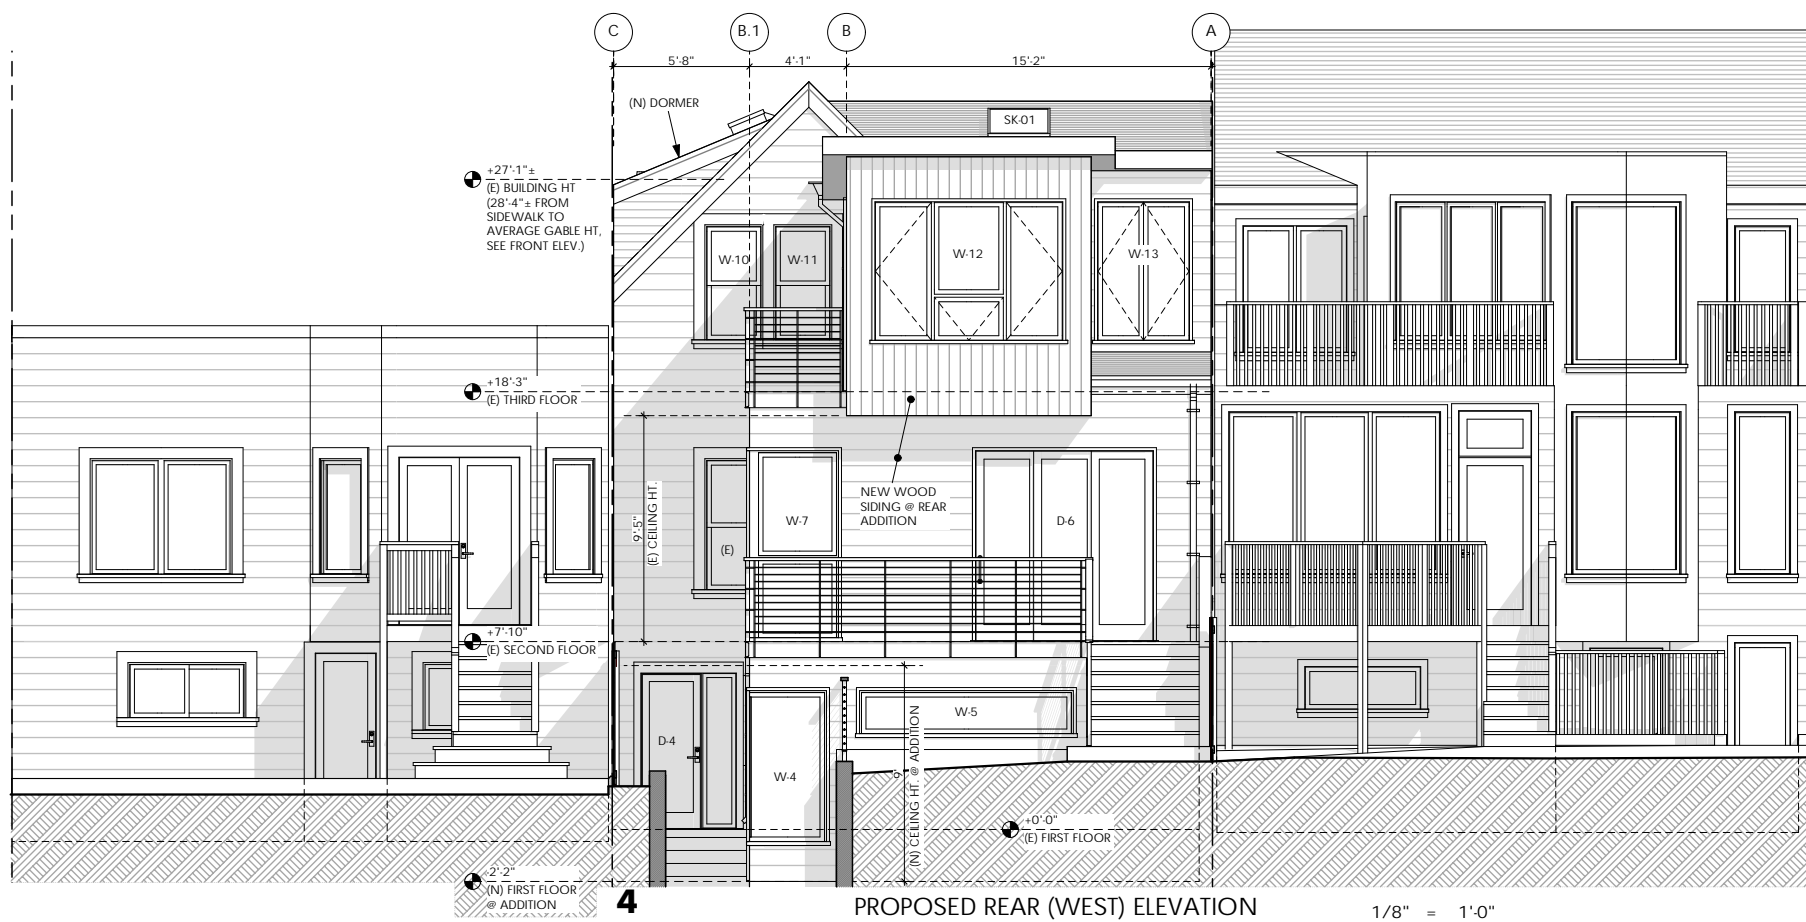 C
B.1
B
A
5'-8"
4'-1"
15'-2"
(N) DORMER
SK-01
+27'-1"±
(E) BUILDING HT
(28'-4"± FROM
SIDEWALK TO
AVERAGE GABLE HT,
SEE FRONT ELEV.)
W-10
W-11
W-12
W-13
+18'-3"
(E) THIRD FLOOR
9'-5"
(E) CEILING HT.
NEW WOOD
SIDING @ REAR
ADDITION
W-7
D-6
(E)
+7'-10"
(E) SECOND FLOOR
D-4
W-5
W-4
9'
(N) CEILING HT. @ ADDITION
+0'-0"
(E) FIRST FLOOR
-2'-2"
(N) FIRST FLOOR
@ ADDITION
4
PROPOSED REAR (WEST) ELEVATION
1/8" = 1'-0"